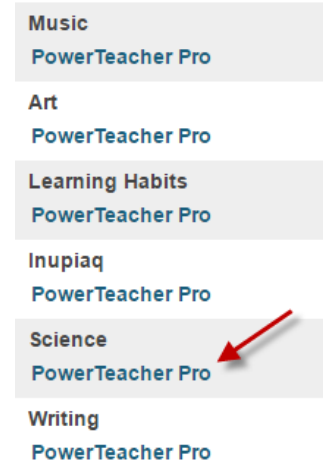 Music
PowerTeacher Pro
Art
PowerTeacher Pro
Learning Habits
PowerTeacher Pro
Inupiaq
PowerTeacher Pro
Science
PowerTeacher Pro
Writing
PowerTeacher Pro